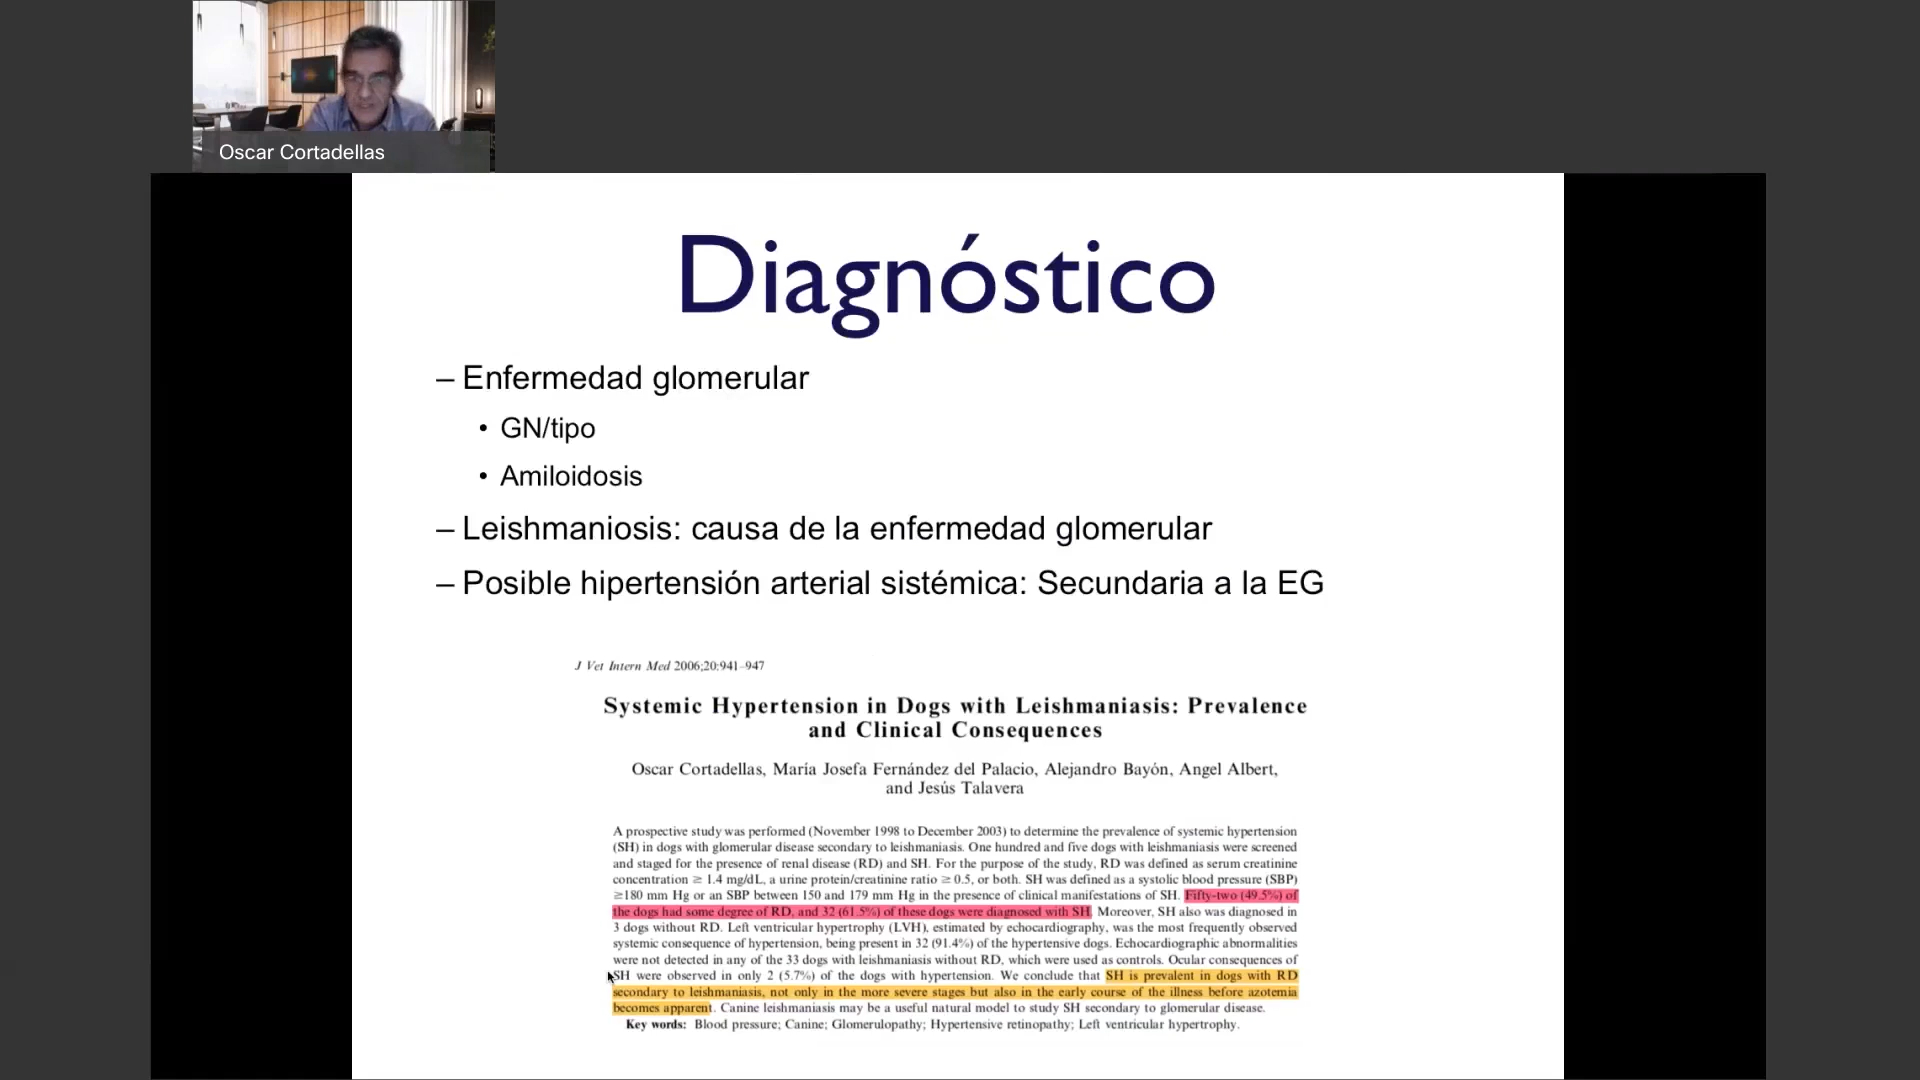 Oscar Cortadellas
Diagnóstico
– Enfermedad glomerular
• GN/tipo
• Amiloidosis
– Leishmaniosis: causa de la enfermedad glomerular
– Posible hipertensión arterial sistémica: Secundaria a la EG
J Vet Intern Med 2006;20:941–947
Systemic Hypertension in Dogs with Leishmaniasis: Prevalence
and Clinical Consequences
Oscar Cortadellas, María Josefa Fernández del Palacio, Alejandro Bayón, Angel Albert,
and Jesús Talavera
A prospective study was performed (November 1998 to December 2003) to determine the prevalence of systemic hypertension
(SH) in dogs with glomerular disease secondary to leishmaniasis. One hundred and five dogs with leishmaniasis were screened
and staged for the presence of renal disease (RD) and SH. For the purpose of the study, RD was defined as serum creatinine
concentration ≥ 1.4 mg/dL, a urine protein/creatinine ratio ≥ 0.5, or both. SH was defined as a systolic blood pressure (SBP)
≥180 mm Hg or an SBP between 150 and 179 mm Hg in the presence of clinical manifestations of SH. Fifty-two (49.5%) of
the dogs had some degree of RD, and 32 (61.5%) of these dogs were diagnosed with SH. Moreover, SH also was diagnosed in
3 dogs without RD. Left ventricular hypertrophy (LVH), estimated by echocardiography, was the most frequently observed
systemic consequence of hypertension, being present in 32 (91.4%) of the hypertensive dogs. Echocardiographic abnormalities
were not detected in any of the 33 dogs with leishmaniasis without RD, which were used as controls. Ocular consequences of
SH were observed in only 2 (5.7%) of the dogs with hypertension. We conclude that SH is prevalent in dogs with RD
secondary to leishmaniasis, not only in the more severe stages but also in the early course of the illness before azotemia
becomes apparent. Canine leishmaniasis may be a useful natural model to study SH secondary to glomerular disease.
Key words: Blood pressure; Canine; Glomerulopathy; Hypertensive retinopathy; Left ventricular hypertrophy.